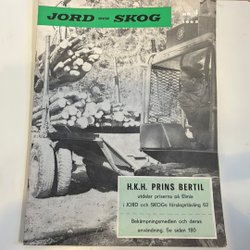 JORD OCH SKOG
H.K.H. PRINS BERTIL
utdelar priserna på Elmia
i JORD och SKOGs förslagstävling 62
Bekämpningsmedlen och deras
användning. Se sidan 180